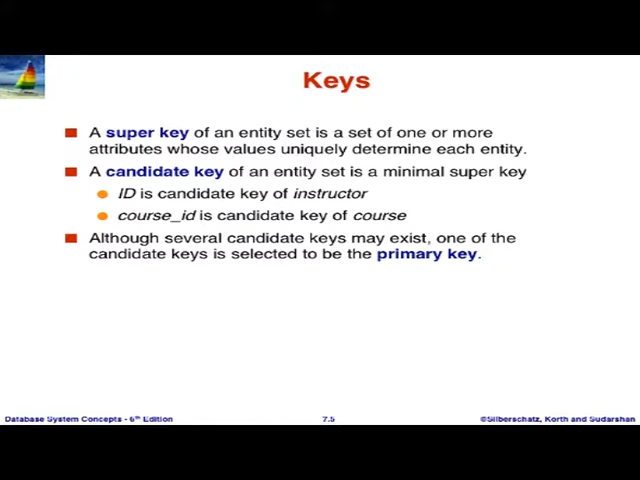 Keys
A super key of an entity set is a set of one or more
attributes whose values uniquely determine each entity.
A candidate key of an entity set is a minimal super key
ID is candidate key of instructor
course_id is candidate key of course
Although several candidate keys may exist, one of the
candidate keys is selected to be the primary key.
Database System Concepts - 6th Edition
7.5
©Silberschatz, Korth and Sudarshan